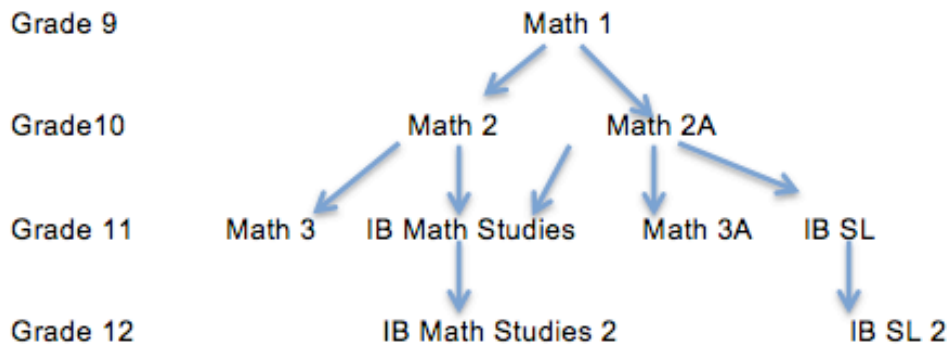 Grade 9 Math 1
Grade10 Math 2 Math 2A
Grade 11 Math 3 IB Math Studies Math 3A IB SL
Grade 12 IB Math Studies 2 IB SL 2